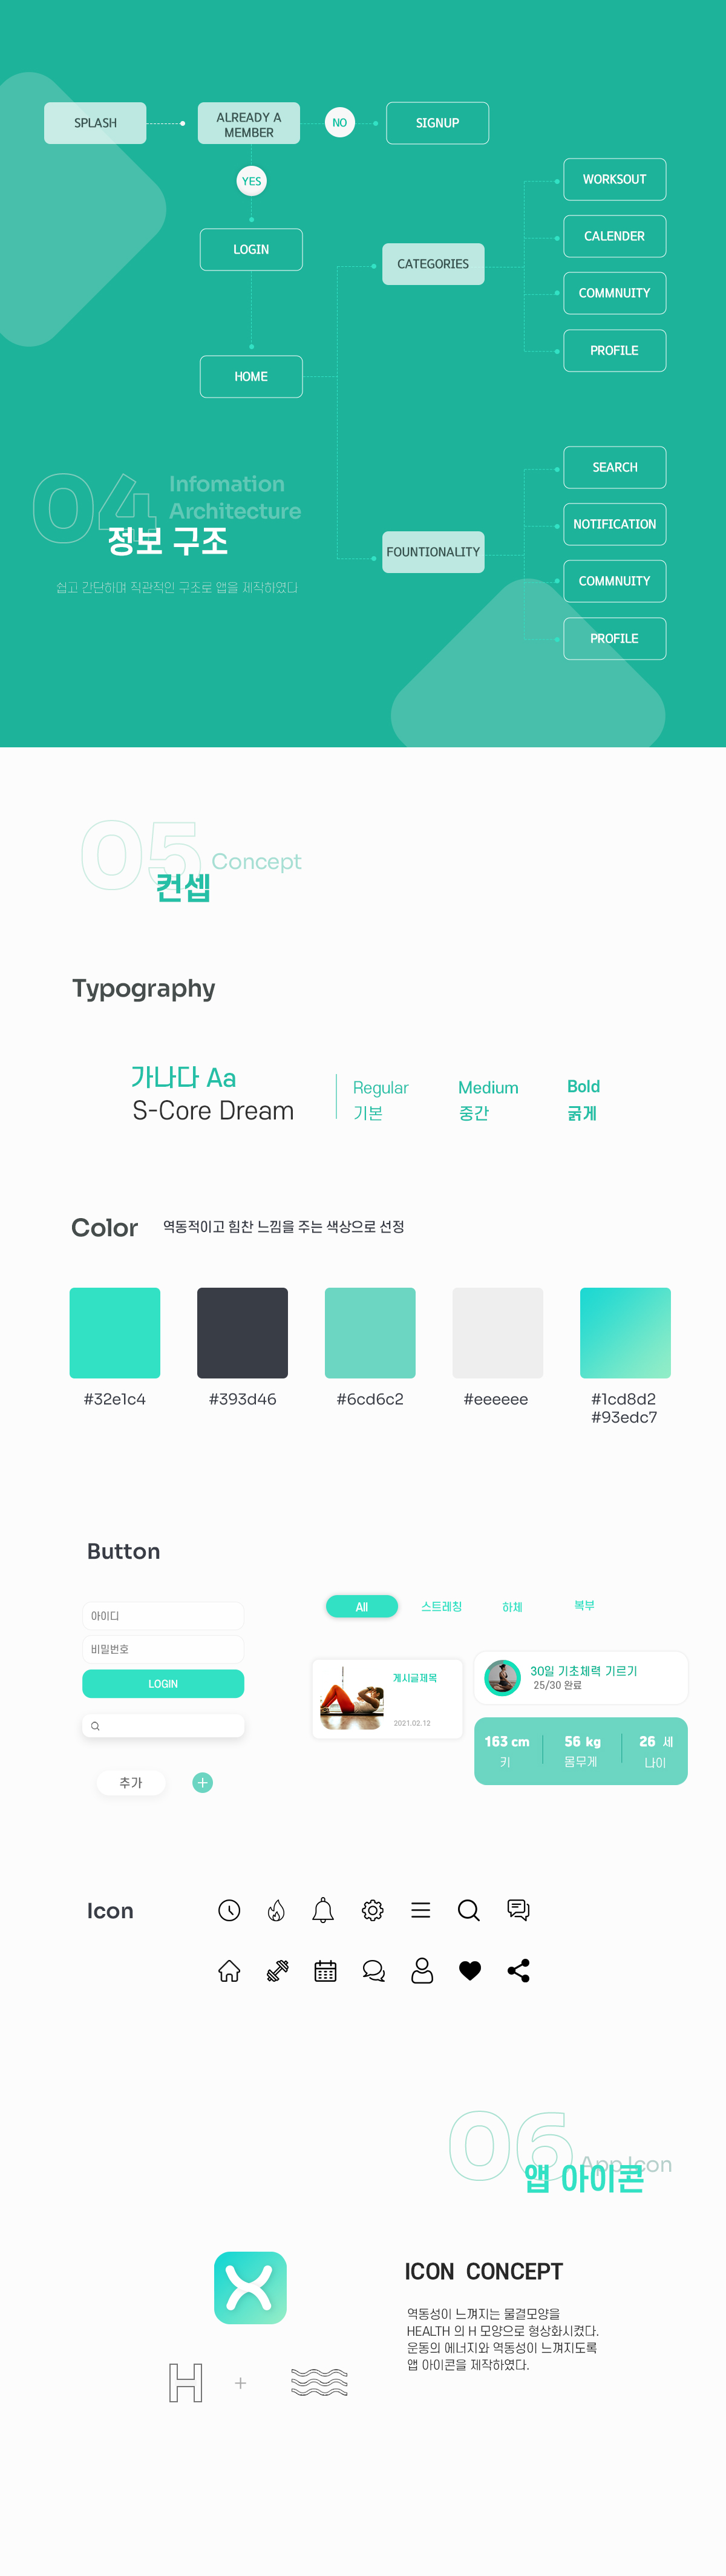 SPLASH
ALREADY A
MEMBER
NO
SIGNUP
YES
LOGIN
HOME
CATEGORIES
WORKSOUT
CALENDER
COMMNUITY
PROFILE
FOUNTIONALITY
SEARCH
NOTIFICATION
COMMNUITY
PROFILE
04
Infomation
Architecture
정보 구조
쉽고 간단하며 직관적인 구조로 앱을 제작하였다
05
Concept
컨셉
Typography
가나다 Aa
S-Core Dream
Regular
기본
Medium
중간
Bold
굵게
Color
역동적이고 힘찬 느낌을 주는 색상으로 선정
#32e1c4
#393d46
#6cd6c2
#eeeeee
#1cd8d2
#93edc7
Button
아이디
비밀번호
LOGIN
추가
All
스트레칭
하체
복부
게시글제목
2021.02.12
30일 기초체력 기르기
25/30 완료
163 cm
키
56 kg
몸무게
26 세
나이
Icon
06
App Icon
앱 아이콘
ICON CONCEPT
역동성이 느껴지는 물결모양을
HEALTH 의 H 모양으로 형상화시켰다.
운동의 에너지와 역동성이 느껴지도록
앱 아이콘을 제작하였다.
H
+